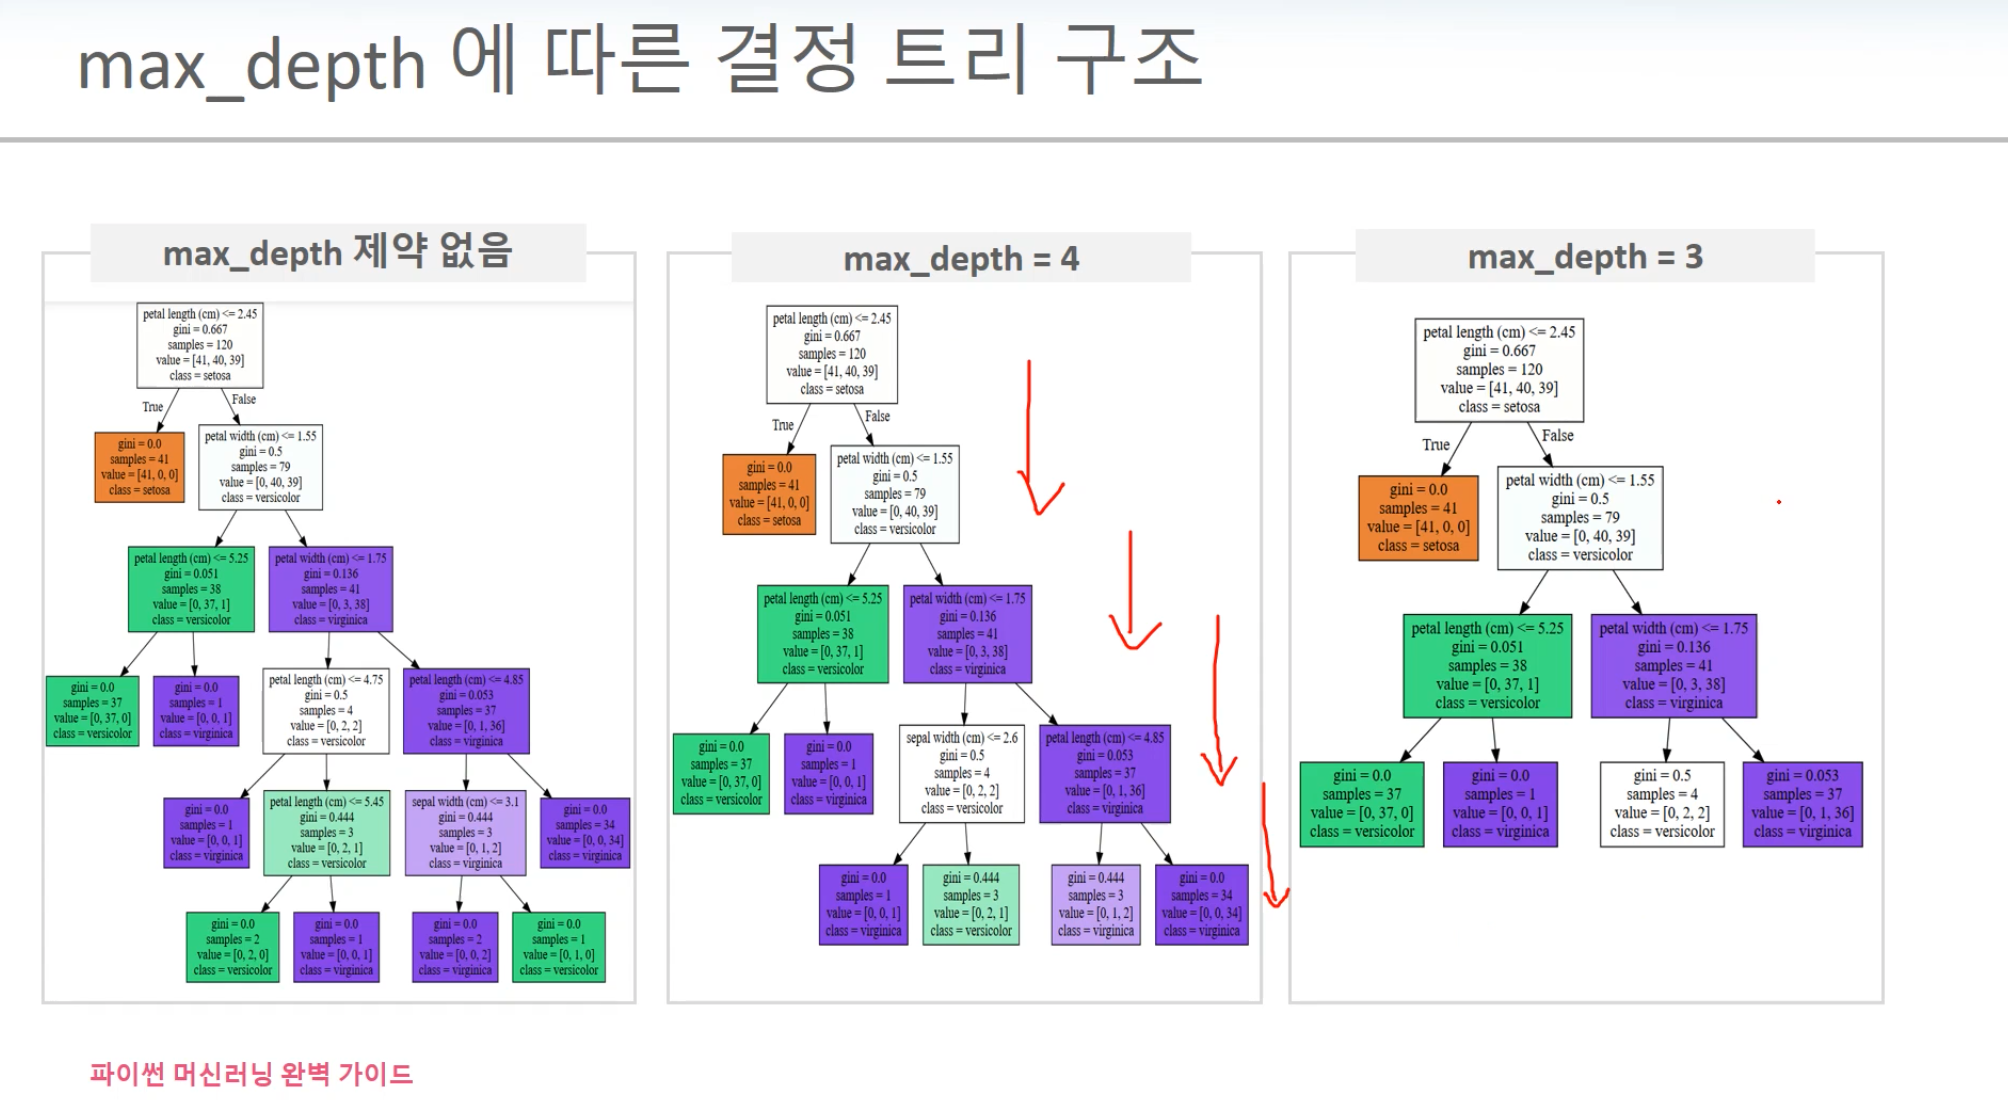 max_depth 에 따른 결정 트리 구조
max_depth 제약 없음
petal length (cm) <= 2.45
gini = 0.667
samples = 120
value = [41, 40, 39]
class = setosa
True
False
gini = 0.0
samples = 41
value = [41, 0, 0]
class = setosa
petal width (cm) <= 1.55
gini = 0.5
samples = 79
value = [0, 40, 39]
class = versicolor
petal length (cm) <= 5.25
gini = 0.051
samples = 38
value = [0, 37, 1]
class = versicolor
petal width (cm) <= 1.75
gini = 0.136
samples = 41
value = [0, 3, 38]
class = virginica
gini = 0.0
samples = 37
value = [0, 37, 0]
class = versicolor
gini = 0.0
samples = 1
value = [0, 0, 1]
class = virginica
petal length (cm) <= 4.75
gini = 0.5
samples = 4
value = [0, 2, 2]
class = versicolor
petal length (cm) <= 4.85
gini = 0.053
samples = 37
value = [0, 1, 36]
class = virginica
gini = 0.0
samples = 1
value = [0, 0, 1]
class = virginica
petal length (cm) <= 5.45
gini = 0.444
samples = 3
value = [0, 2, 1]
class = versicolor
sepal width (cm) <= 3.1
gini = 0.444
samples = 3
value = [0, 1, 2]
class = virginica
gini = 0.0
samples = 34
value = [0, 0, 34]
class = virginica
gini = 0.0
samples = 2
value = [0, 2, 0]
class = versicolor
gini = 0.0
samples = 1
value = [0, 0, 1]
class = virginica
gini = 0.0
samples = 2
value = [0, 0, 2]
class = virginica
gini = 0.0
samples = 1
value = [0, 1, 0]
class = versicolor
max_depth = 4
petal length (cm) <= 2.45
gini = 0.667
samples = 120
value = [41, 40, 39]
class = setosa
True
False
gini = 0.0
samples = 41
value = [41, 0, 0]
class = setosa
petal width (cm) <= 1.55
gini = 0.5
samples = 79
value = [0, 40, 39]
class = versicolor
petal length (cm) <= 5.25
gini = 0.051
samples = 38
value = [0, 37, 1]
class = versicolor
petal width (cm) <= 1.75
gini = 0.136
samples = 41
value = [0, 3, 38]
class = virginica
gini = 0.0
samples = 37
value = [0, 37, 0]
class = versicolor
gini = 0.0
samples = 1
value = [0, 0, 1]
class = virginica
sepal width (cm) <= 2.6
gini = 0.5
samples = 4
value = [0, 2, 2]
class = versicolor
petal length (cm) <= 4.85
gini = 0.053
samples = 37
value = [0, 1, 36]
class = virginica
gini = 0.0
samples = 1
value = [0, 0, 1]
class = virginica
gini = 0.444
samples = 3
value = [0, 2, 1]
class = versicolor
gini = 0.444
samples = 3
value = [0, 1, 2]
class = virginica
gini = 0.0
samples = 34
value = [0, 0, 34]
class = virginica
max_depth = 3
petal length (cm) <= 2.45
gini = 0.667
samples = 120
value = [41, 40, 39]
class = setosa
True
False
gini = 0.0
samples = 41
value = [41, 0, 0]
class = setosa
petal width (cm) <= 1.55
gini = 0.5
samples = 79
value = [0, 40, 39]
class = versicolor
petal length (cm) <= 5.25
gini = 0.051
samples = 38
value = [0, 37, 1]
class = versicolor
petal width (cm) <= 1.75
gini = 0.136
samples = 41
value = [0, 3, 38]
class = virginica
gini = 0.0
samples = 37
value = [0, 37, 0]
class = versicolor
gini = 0.0
samples = 1
value = [0, 0, 1]
class = virginica
gini = 0.5
samples = 4
value = [0, 2, 2]
class = versicolor
gini = 0.053
samples = 37
value = [0, 1, 36]
class = virginica
파이썬 머신러닝 완벽 가이드